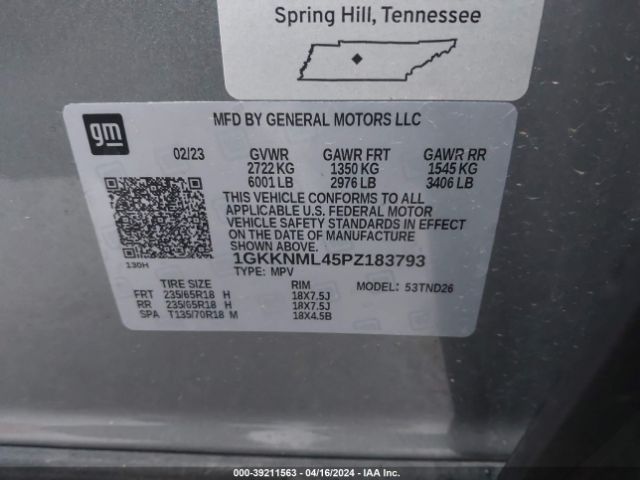 Spring Hill, Tennessee
gm
MFD BY GENERAL MOTORS LLC
02/23 GVWR GAWR FRT GAWR RR
2722 KG 1350 KG 1545 KG
6001 LB 2976 LB 3406 LB
THIS VEHICLE CONFORMS TO ALL
APPLICABLE U.S. FEDERAL MOTOR
VEHICLE SAFETY STANDARDS IN EFFECT
ON THE DATE OF MANUFACTURE
SHOWN ABOVE.
130H 1GKKNML45PZ183793
TYPE: MPV
TIRE SIZE RIM MODEL: 53TND26
FRT 235/65R18 H 18X7.5J
RR 235/65R18 H 18X7.5J
SPA T135/70R18 M 18X4.5B
000-39211563 - 04/16/2024 - IAA Inc.